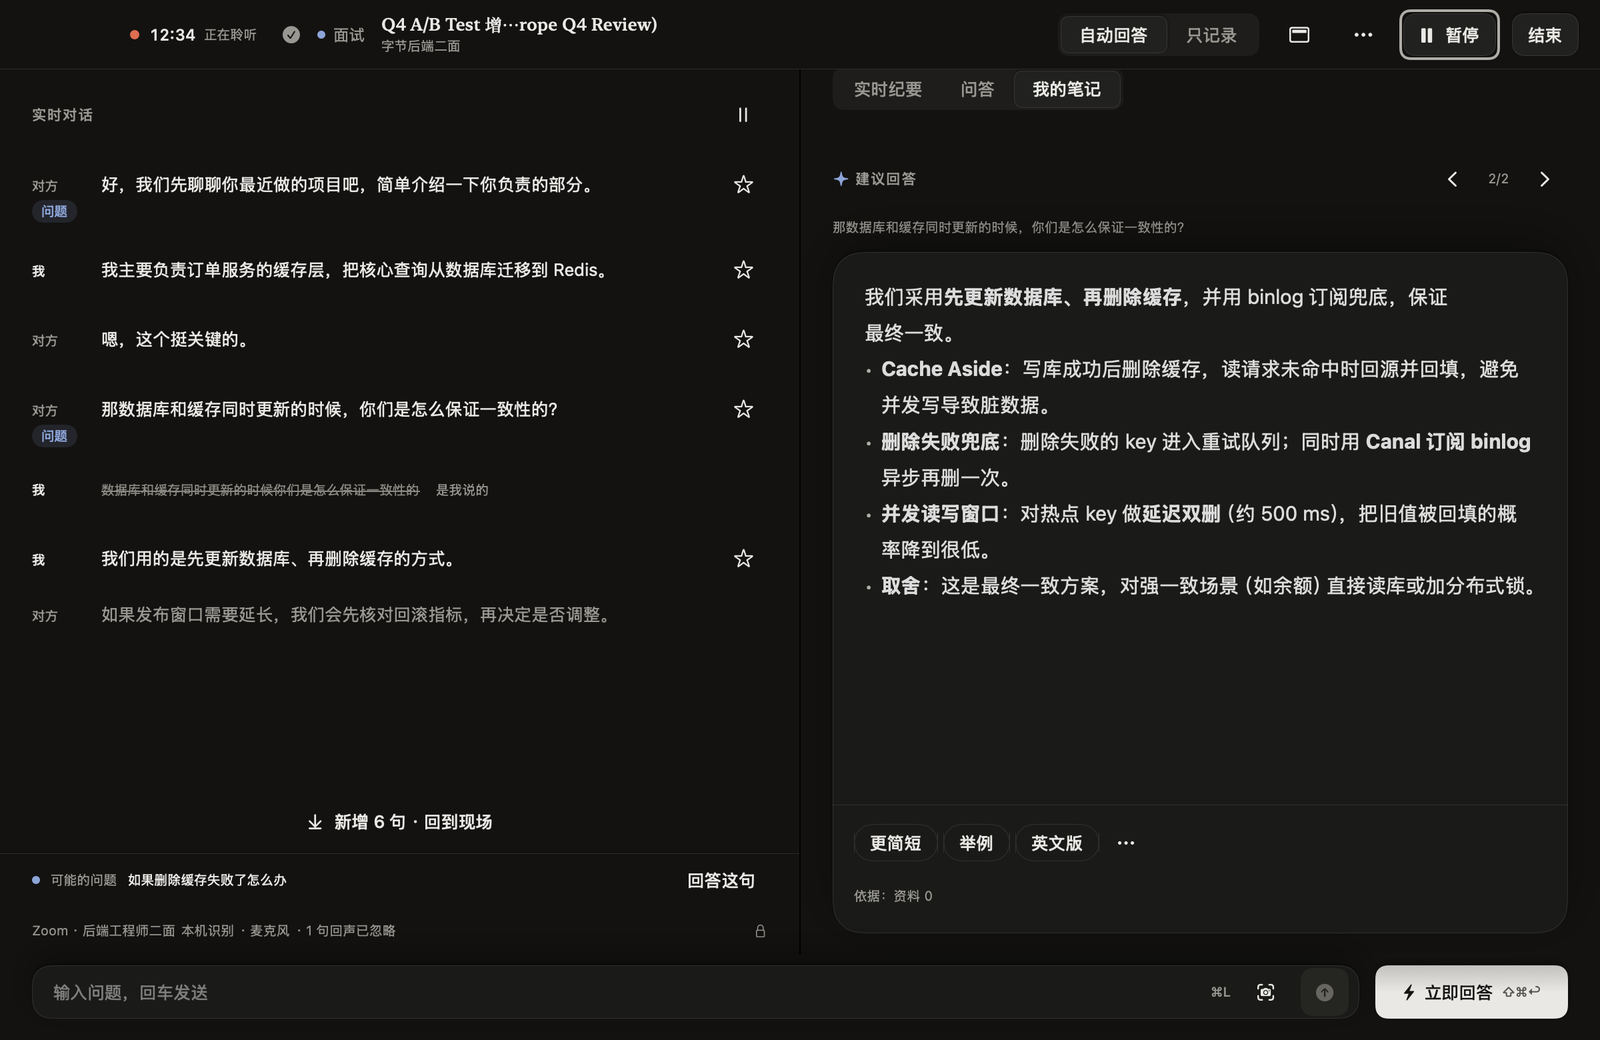 12:34 正在聆听
面试
Q4 A/B Test 增…rope Q4 Review)
字节后端二面
自动回答
只记录
暂停
结束
实时对话
对方
问题
好，我们先聊聊你最近做的项目吧，简单介绍一下你负责的部分。
我
我主要负责订单服务的缓存层，把核心查询从数据库迁移到 Redis。
对方
嗯，这个挺关键的。
对方
问题
那数据库和缓存同时更新的时候，你们是怎么保证一致性的？
我
数据库和缓存同时更新的时候你们是怎么保证一致性的 是我说的
我
我们用的是先更新数据库、再删除缓存的方式。
对方
如果发布窗口需要延长，我们会先核对回滚指标，再决定是否调整。
新增 6 句 · 回到现场
可能的问题 如果删除缓存失败了怎么办
回答这句
Zoom · 后端工程师二面 本机识别 · 麦克风 · 1 句回声已忽略
实时纪要
问答
我的笔记
建议回答
2/2
那数据库和缓存同时更新的时候，你们是怎么保证一致性的？
我们采用先更新数据库、再删除缓存，并用 binlog 订阅兜底，保证
最终一致。
• Cache Aside：写库成功后删除缓存，读请求未命中时回源并回填，避免
并发写导致脏数据。
• 删除失败兜底：删除失败的 key 进入重试队列；同时用 Canal 订阅 binlog
异步再删一次。
• 并发读写窗口：对热点 key 做延迟双删（约 500 ms），把旧值被回填的概
率降到很低。
• 取舍：这是最终一致方案，对强一致场景（如余额）直接读库或加分布式锁。
更简短
举例
英文版
依据：资料 0
输入问题，回车发送
⌘L
立即回答 ⇧⌘↩